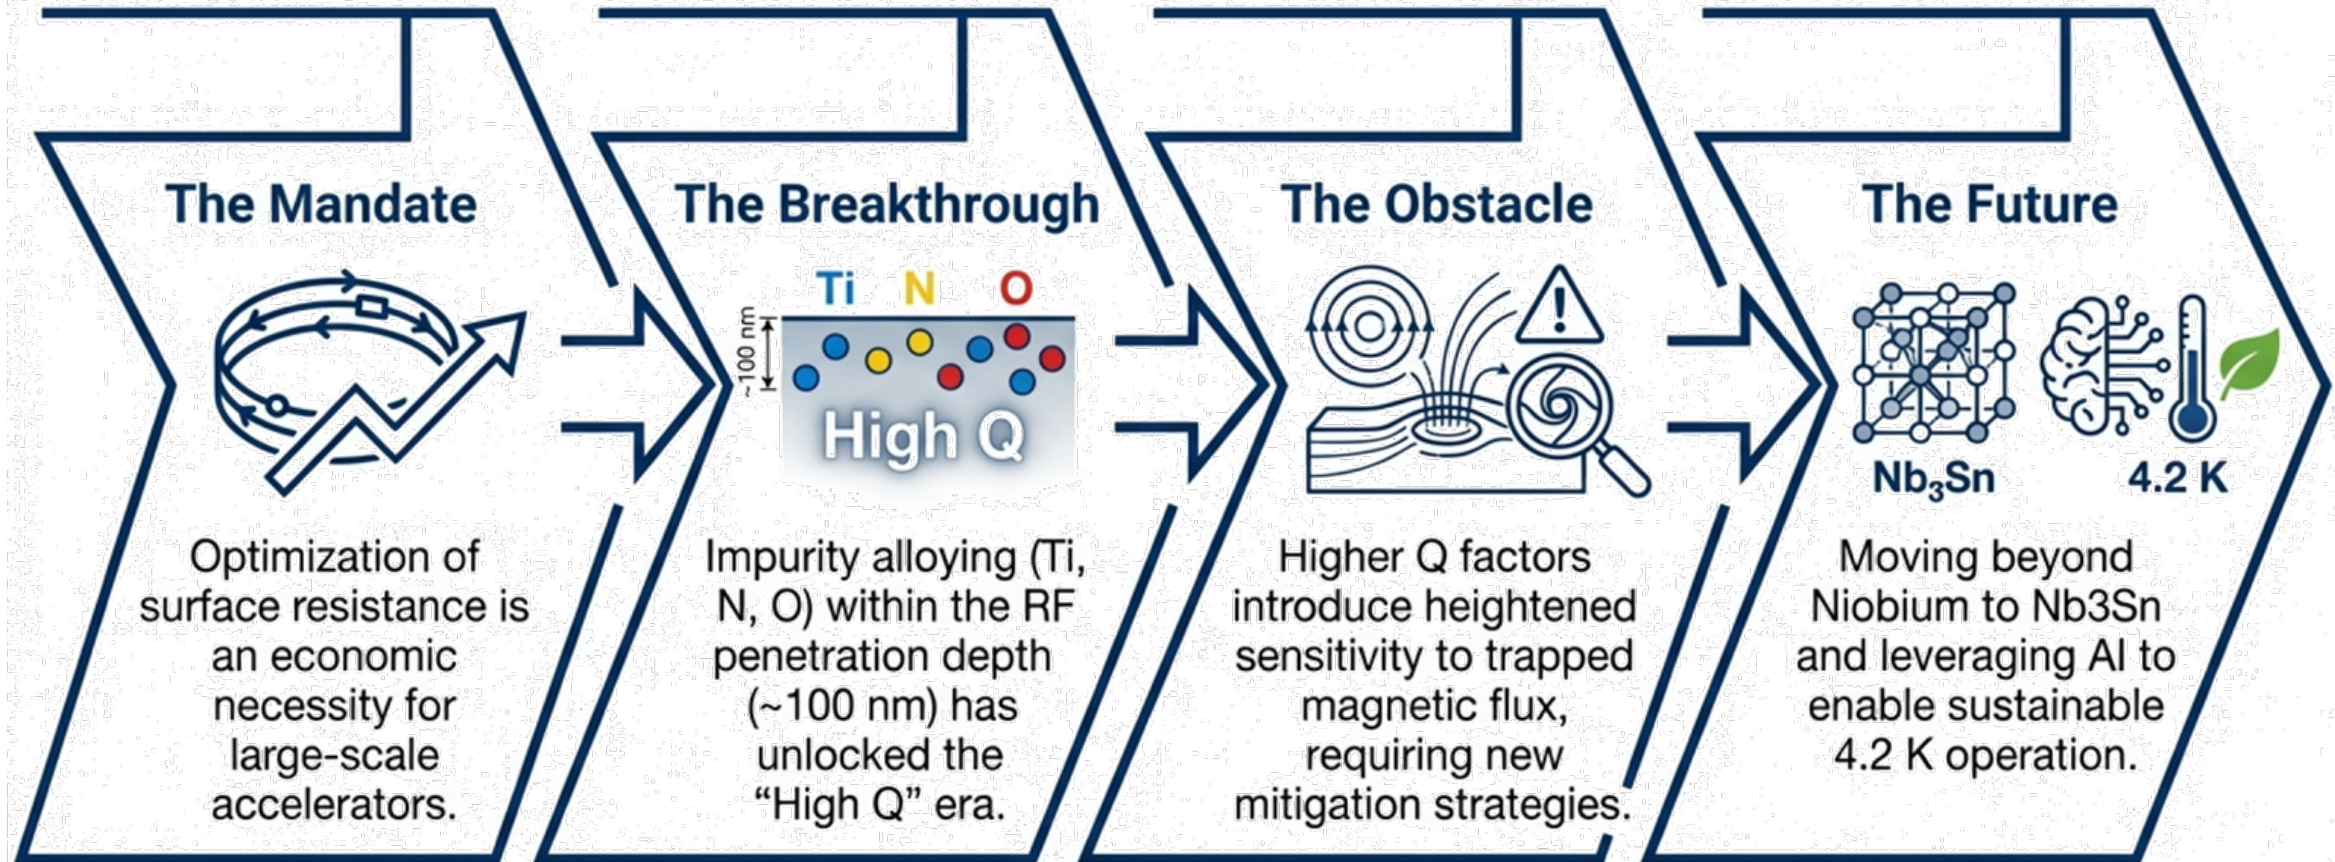 The Mandate
Optimization of
surface resistance is
an economic
necessity for
large-scale
accelerators.
The Breakthrough
Ti N O
~100 nm
High Q
Impurity alloying (Ti,
N, O) within the RF
penetration depth
(~100 nm) has
unlocked the
“High Q” era.
The Obstacle
!
Higher Q factors
introduce heightened
sensitivity to trapped
magnetic flux,
requiring new
mitigation strategies.
The Future
Nb₃Sn 4.2 K
Moving beyond
Niobium to Nb3Sn
and leveraging AI to
enable sustainable
4.2 K operation.